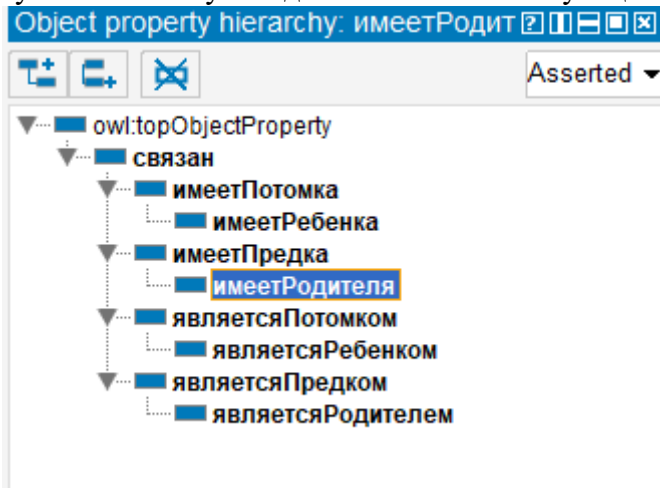 Object property hierarchy: имеетРодит
Asserted
owl:topObjectProperty
связан
имеетПотомка
имеетРебенка
имеетПредка
имеетРодителя
являетсяПотомком
являетсяРебенком
являетсяПредком
являетсяРодителем